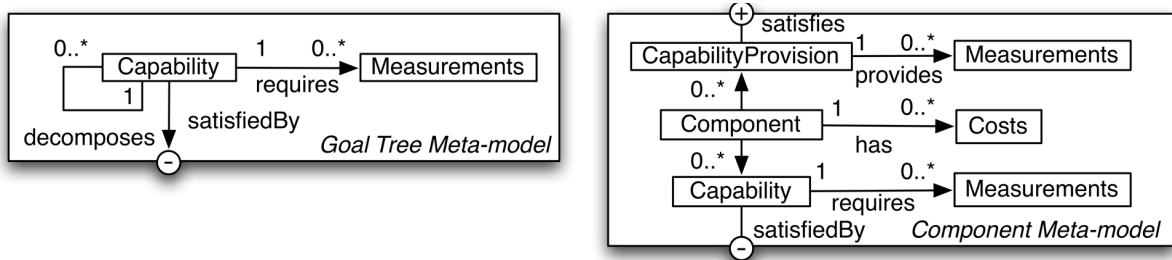 0..*
1
0..*
Capability
requires
Measurements
1
decomposes
satisfiedBy
-
Goal Tree Meta-model
+
satisfies
CapabilityProvision
1
0..*
provides
Measurements
0..*
Component
1
0..*
has
Costs
0..*
Capability
1
0..*
requires
Measurements
satisfiedBy
-
Component Meta-model